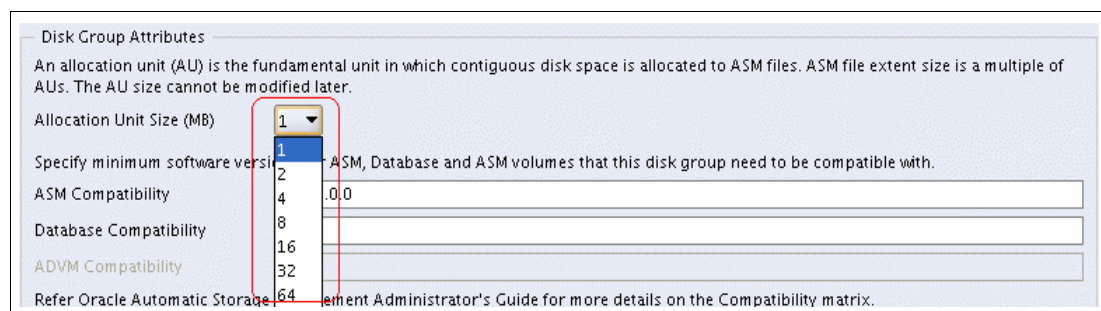 Disk Group Attributes
An allocation unit (AU) is the fundamental unit in which contiguous disk space is allocated to ASM files. ASM file extent size is a multiple of
AUs. The AU size cannot be modified later.
Allocation Unit Size (MB) 1
1
Specify minimum software versi ASM, Database and ASM volumes that this disk group need to be compatible with.
2
ASM Compatibility .0.0
4
8
Database Compatibility
16
ADVM Compatibility
32
64
Refer Oracle Automatic Storage ement Administrator's Guide for more details on the Compatibility matrix.